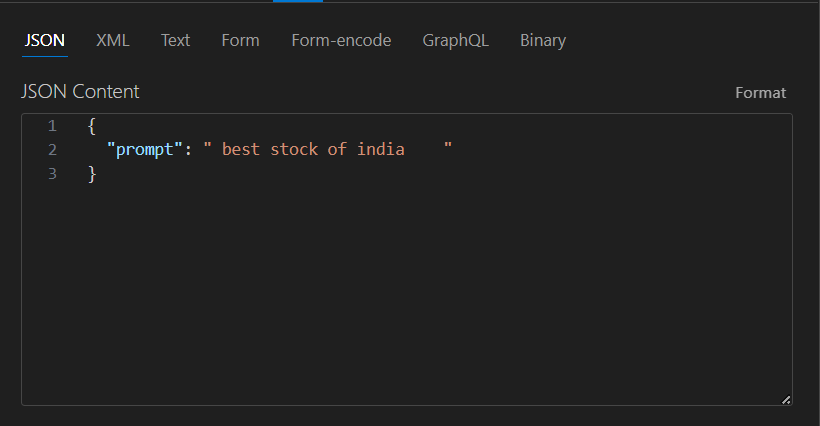 JSON XML Text Form Form-encode GraphQL Binary
JSON Content Format
1 {
2   "prompt": " best stock of india    "
3 }